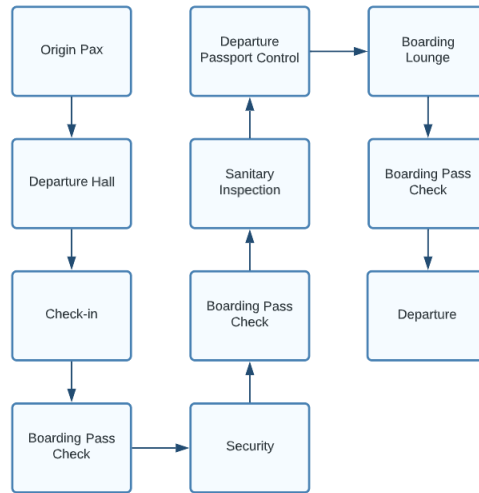 Origin Pax
Departure Hall
Check-in
Boarding Pass
Check
Security
Boarding Pass
Check
Sanitary
Inspection
Departure
Passport Control
Boarding
Lounge
Boarding Pass
Check
Departure